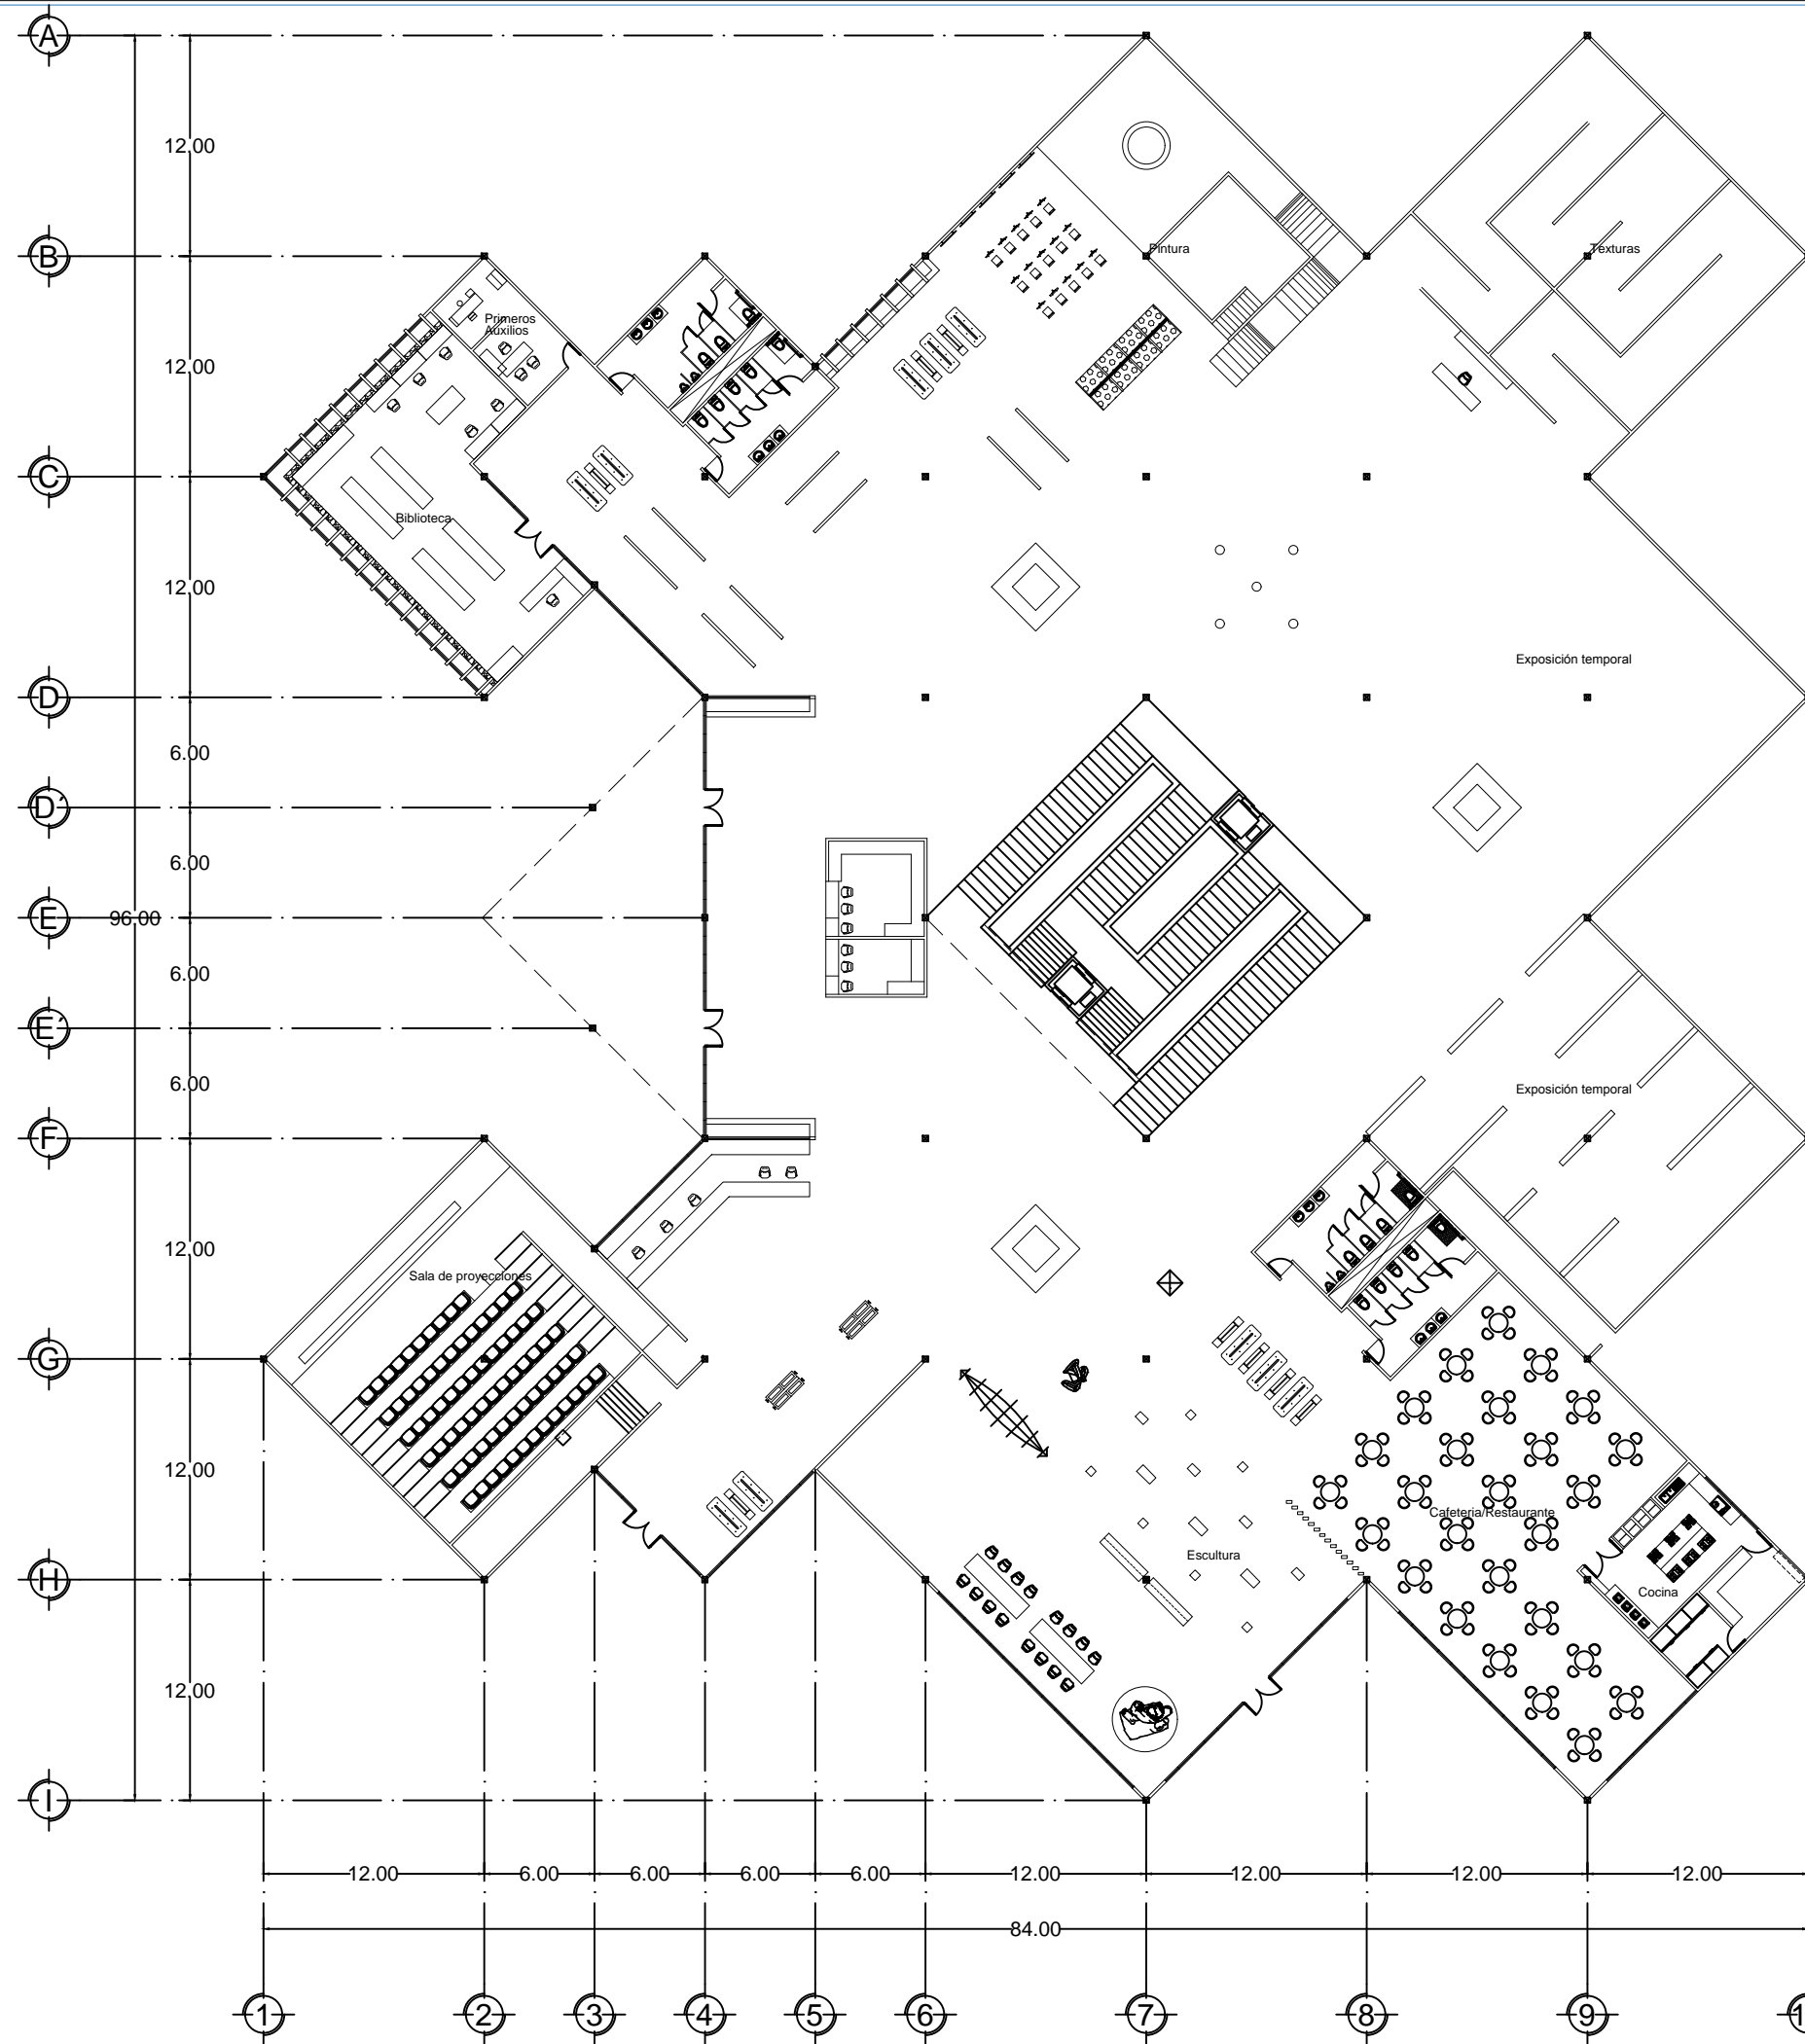 A
12.00
B
Pintura
Texturas
Primeros
Auxilios
12.00
C
Biblioteca
12.00
Exposición temporal
D
6.00
D´
6.00
E
96.00
6.00
E´
6.00
Exposición temporal
F
12.00
Sala de proyecciones
G
12.00
Cafeteria/Restaurante
Escultura
H
Cocina
12.00
I
12.00 6.00 6.00 6.00 6.00 12.00 12.00 12.00 12.00
84.00
1 2 3 4 5 6 7 8 9